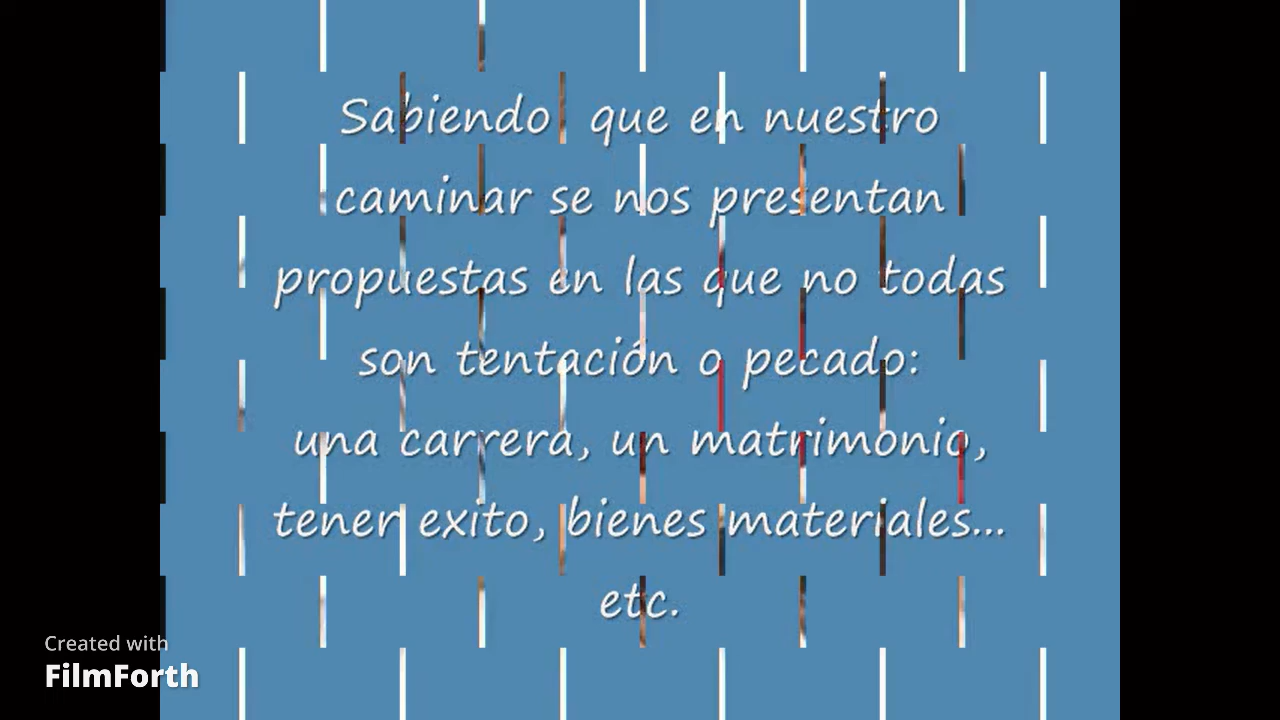 Sabiendo que en nuestro
caminar se nos presentan
propuestas en las que no todas
son tentación o pecado:
una carrera, un matrimonio,
tener exito, bienes materiales...
etc.
Created with
FilmForth